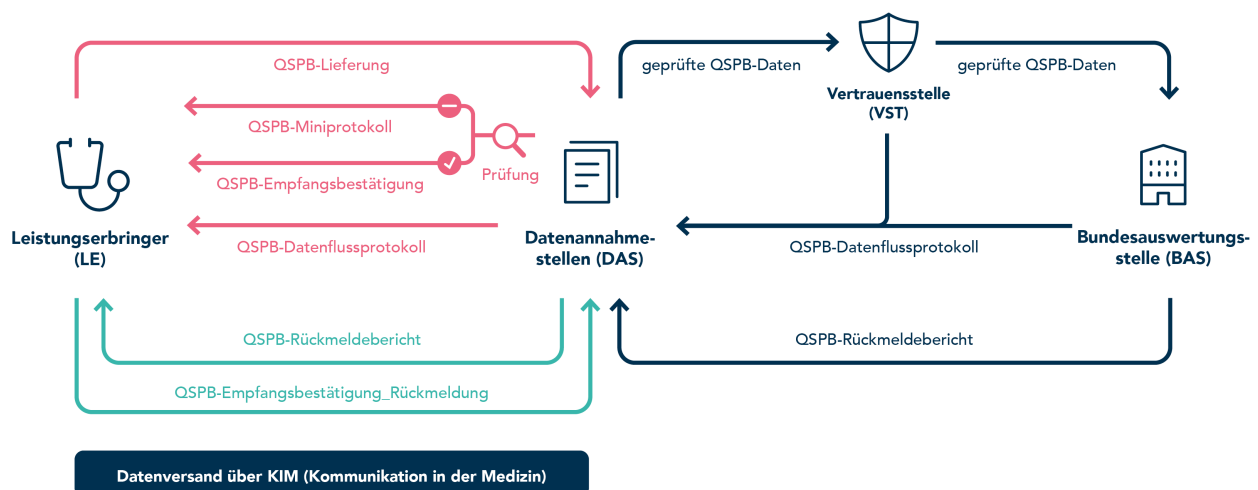 QSPB-Lieferung
geprüfte QSPB-Daten
geprüfte QSPB-Daten
Vertrauensstelle
(VST)
QSPB-Miniprotokoll
Prüfung
QSPB-Empfangsbestätigung
Leistungserbringer
(LE)
QSPB-Datenflussprotokoll
Datenannahme-
stellen (DAS)
QSPB-Datenflussprotokoll
Bundesauswertungs-
stelle (BAS)
QSPB-Rückmeldebericht
QSPB-Rückmeldebericht
QSPB-Empfangsbestätigung_Rückmeldung
Datenversand über KIM (Kommunikation in der Medizin)